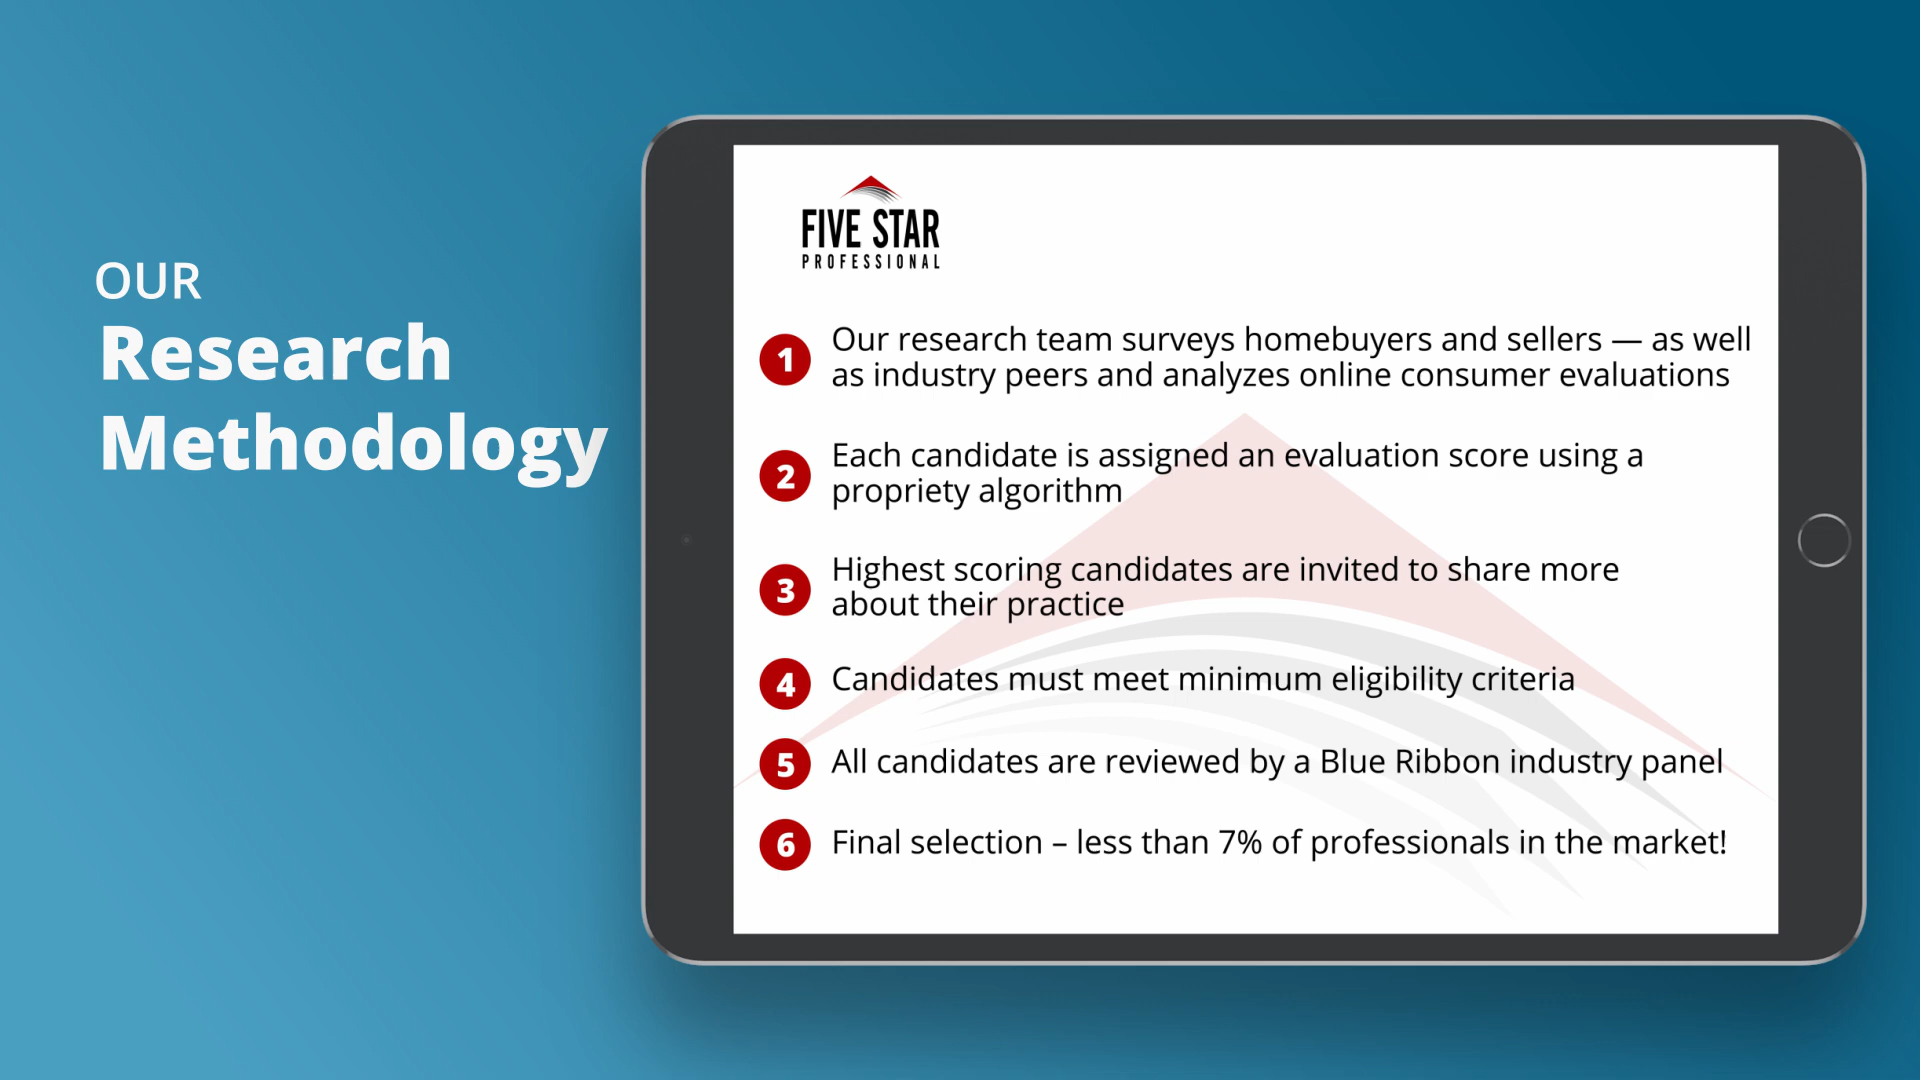 OUR
Research
Methodology
FIVE STAR
PROFESSIONAL
1 Our research team surveys homebuyers and sellers — as well
as industry peers and analyzes online consumer evaluations
2 Each candidate is assigned an evaluation score using a
propriety algorithm
3 Highest scoring candidates are invited to share more
about their practice
4 Candidates must meet minimum eligibility criteria
5 All candidates are reviewed by a Blue Ribbon industry panel
6 Final selection – less than 7% of professionals in the market!